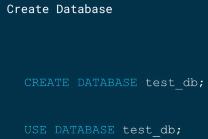 Create Database
CREATE DATABASE test_db;
USE DATABASE test_db;